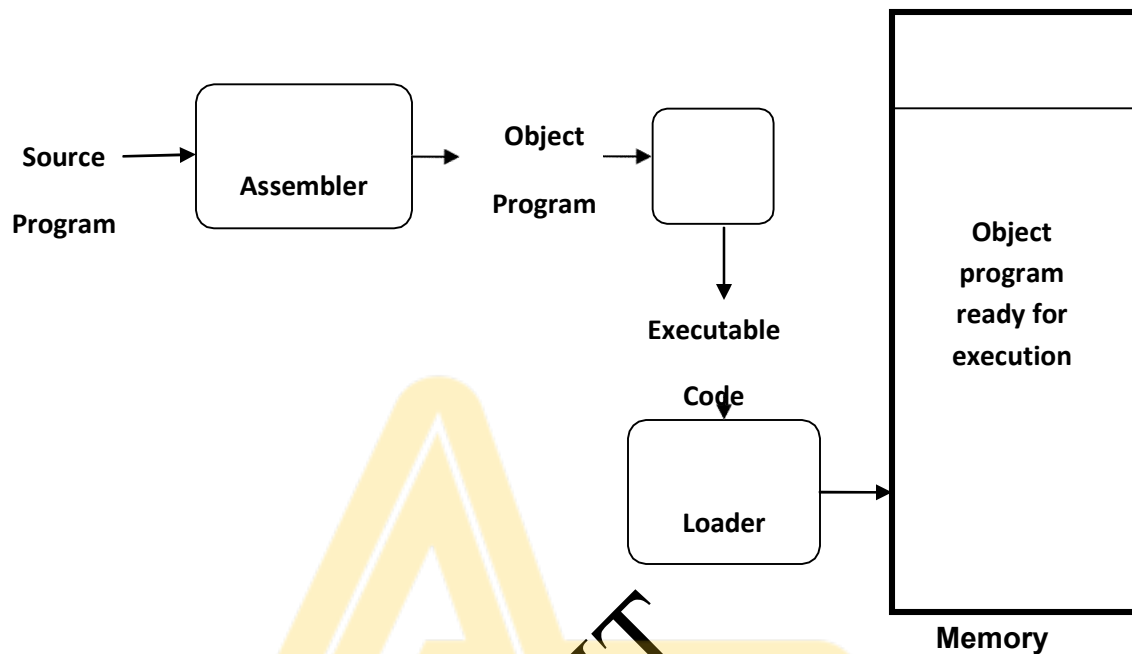 Source
Program
Assembler
Object
Program
Executable
Code
Loader
Object
program
ready for
execution
Memory